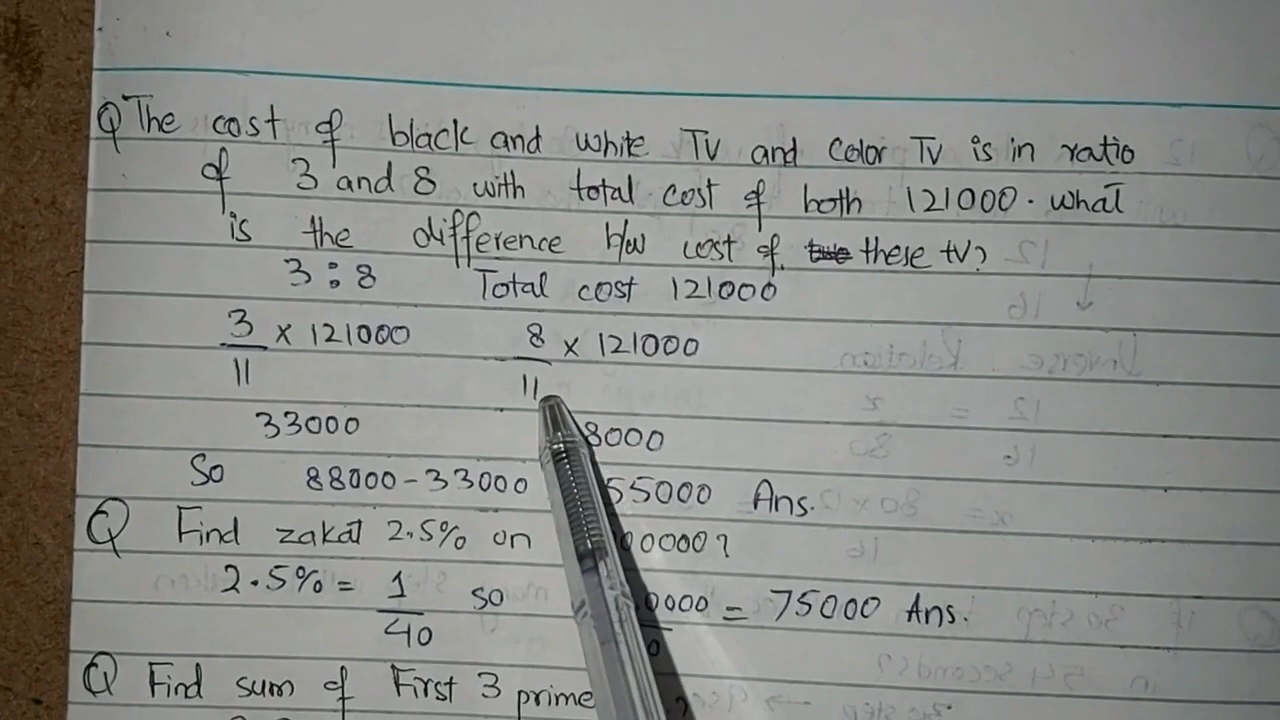 Q The cost of black and white TV and Color TV is in ratio
of 3 and 8 with total cost of both 121000. what
is the difference b/w cost of these tv?
3:8 Total cost 121000
3/11 x 121000 8/11 x 121000
33000 8000
So 88000-33000 55000 Ans.
Q Find zakat 2.5% on 00000?
2.5% = 1/40 so 0000/0 = 75000 Ans.
Q Find sum of First 3 prime